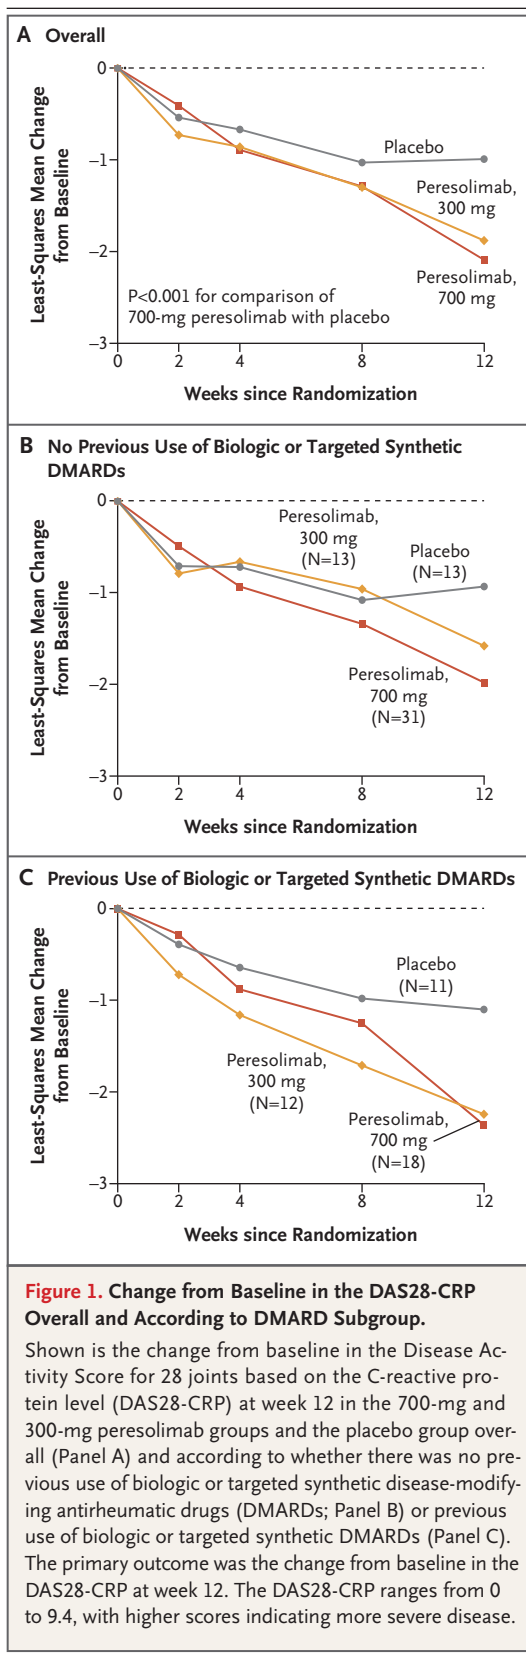 A Overall
0
−1
−2
−3
Least-Squares Mean Change
from Baseline
Placebo
Peresolimab,
300 mg
Peresolimab,
700 mg
P<0.001 for comparison of
700-mg peresolimab with placebo
0 2 4 8 12
Weeks since Randomization
B No Previous Use of Biologic or Targeted Synthetic
DMARDs
0
−1
−2
−3
Least-Squares Mean Change
from Baseline
Peresolimab,
300 mg
(N=13)
Placebo
(N=13)
Peresolimab,
700 mg
(N=31)
0 2 4 8 12
Weeks since Randomization
C Previous Use of Biologic or Targeted Synthetic DMARDs
0
−1
−2
−3
Least-Squares Mean Change
from Baseline
Placebo
(N=11)
Peresolimab,
300 mg
(N=12)
Peresolimab,
700 mg
(N=18)
0 2 4 8 12
Weeks since Randomization
Figure 1. Change from Baseline in the DAS28-CRP
Overall and According to DMARD Subgroup.
Shown is the change from baseline in the Disease Ac-
tivity Score for 28 joints based on the C-reactive pro-
tein level (DAS28-CRP) at week 12 in the 700-mg and
300-mg peresolimab groups and the placebo group over-
all (Panel A) and according to whether there was no pre-
vious use of biologic or targeted synthetic disease-modify-
ing antirheumatic drugs (DMARDs; Panel B) or previous
use of biologic or targeted synthetic DMARDs (Panel C).
The primary outcome was the change from baseline in the
DAS28-CRP at week 12. The DAS28-CRP ranges from 0
to 9.4, with higher scores indicating more severe disease.